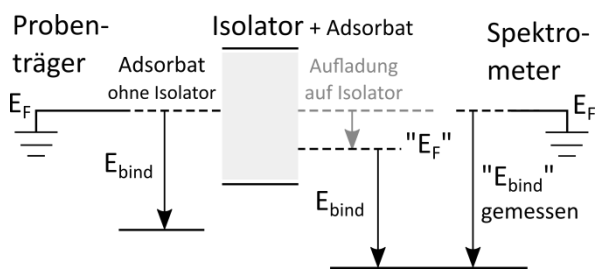 Proben-
träger
E_F
Adsorbat
ohne Isolator
E_bind
Isolator + Adsorbat
Aufladung
auf Isolator
"E_F"
E_bind
Spektro-
meter
E_F
"E_bind"
gemessen